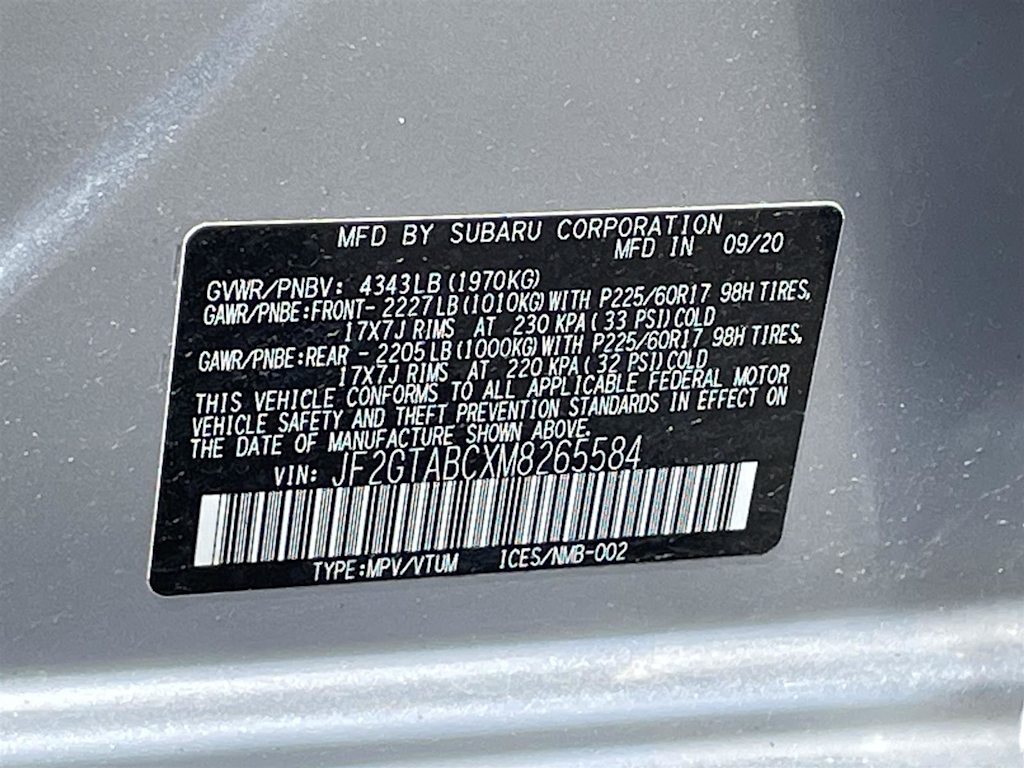 MFD BY SUBARU CORPORATION
MFD IN 09/20
GVWR/PNBV: 4343LB (1970KG)
GAWR/PNBE:FRONT- 2227LB(1010KG)WITH P225/60R17 98H TIRES,
17X7J RIMS AT 230 KPA( 33 PSI)COLD
GAWR/PNBE:REAR - 2205LB(1000KG)WITH P225/60R17 98H TIRES,
17X7J RIMS AT 220 KPA( 32 PSI)COLD
THIS VEHICLE CONFORMS TO ALL APPLICABLE FEDERAL MOTOR
VEHICLE SAFETY AND THEFT PREVENTION STANDARDS IN EFFECT ON
THE DATE OF MANUFACTURE SHOWN ABOVE.
VIN: JF2GTABCXM8265584
TYPE:MPV/VTUM ICES/NMB-002